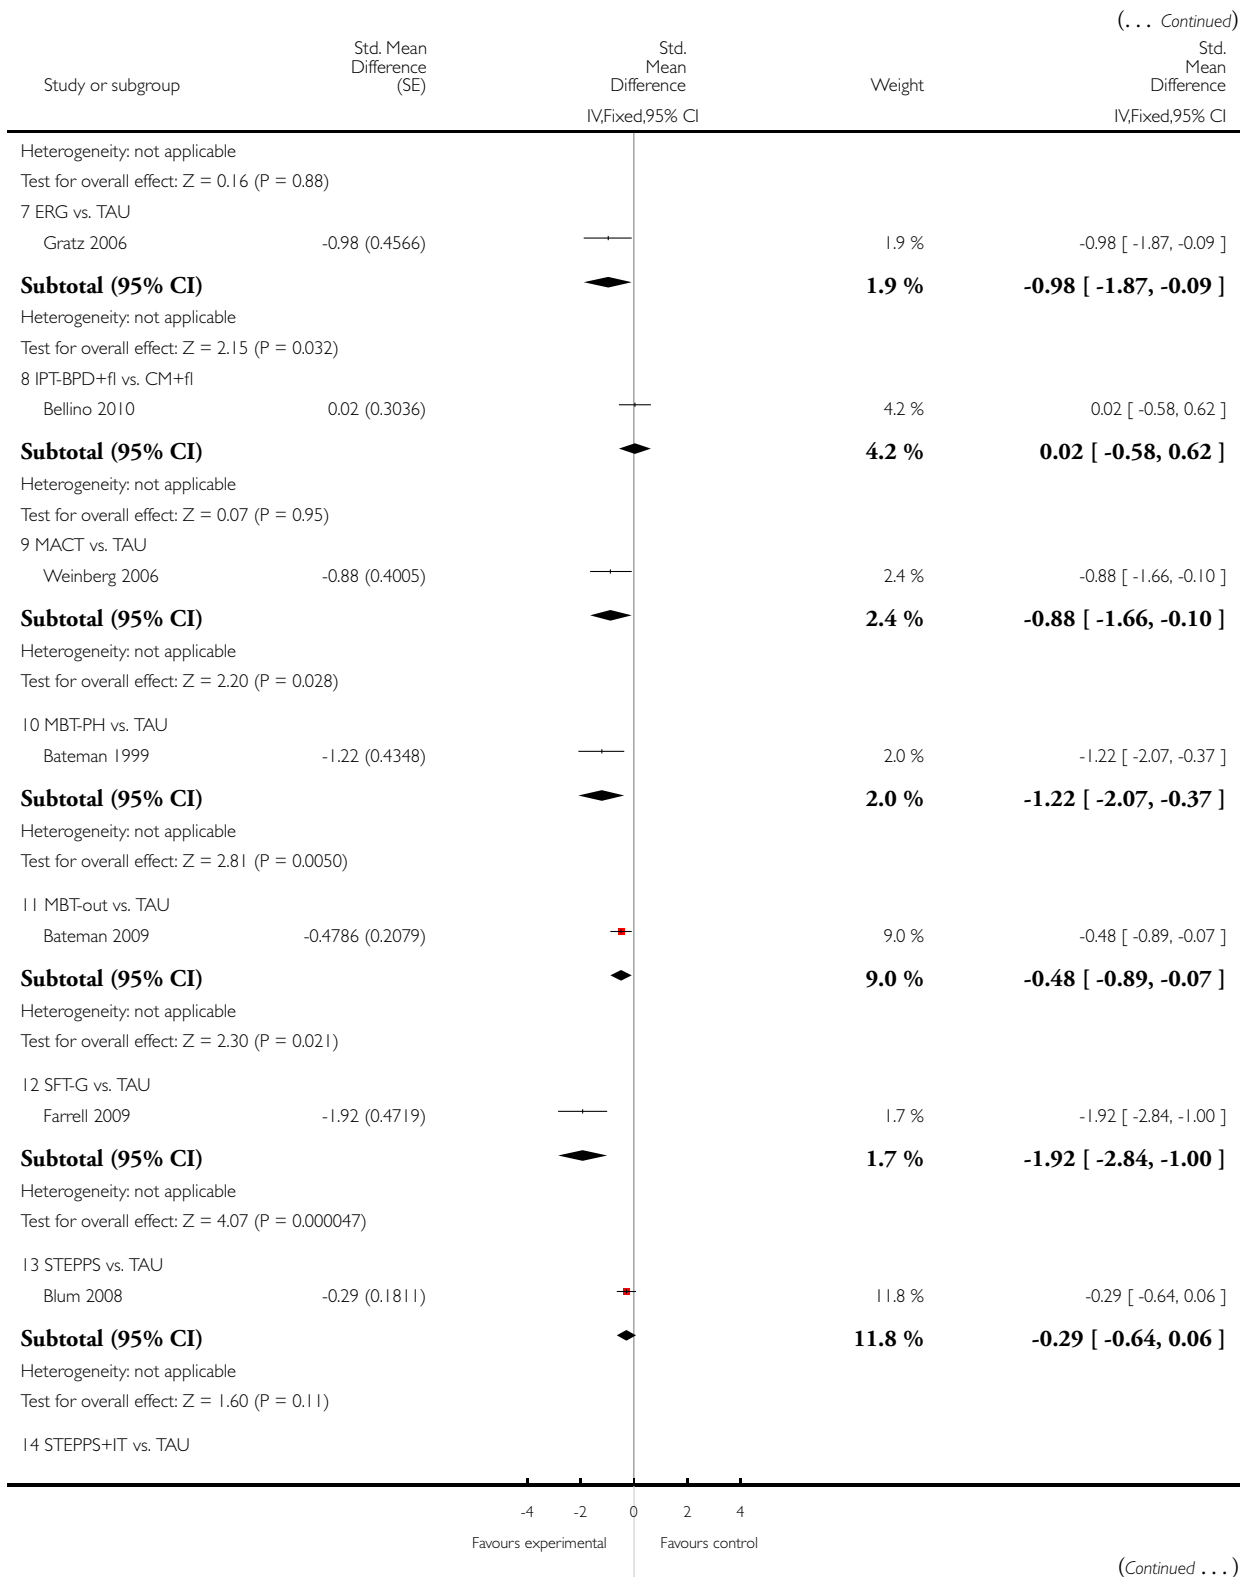 (... Continued)
Study or subgroup Std. Mean Difference (SE) Std. Mean Difference Weight Std. Mean Difference
IV,Fixed,95% CI IV,Fixed,95% CI
Heterogeneity: not applicable
Test for overall effect: Z = 0.16 (P = 0.88)
7 ERG vs. TAU
Gratz 2006 -0.98 (0.4566) 1.9 % -0.98 [ -1.87, -0.09 ]
Subtotal (95% CI) 1.9 % -0.98 [ -1.87, -0.09 ]
Heterogeneity: not applicable
Test for overall effect: Z = 2.15 (P = 0.032)
8 IPT-BPD+fl vs. CM+fl
Bellino 2010 0.02 (0.3036) 4.2 % 0.02 [ -0.58, 0.62 ]
Subtotal (95% CI) 4.2 % 0.02 [ -0.58, 0.62 ]
Heterogeneity: not applicable
Test for overall effect: Z = 0.07 (P = 0.95)
9 MACT vs. TAU
Weinberg 2006 -0.88 (0.4005) 2.4 % -0.88 [ -1.66, -0.10 ]
Subtotal (95% CI) 2.4 % -0.88 [ -1.66, -0.10 ]
Heterogeneity: not applicable
Test for overall effect: Z = 2.20 (P = 0.028)
10 MBT-PH vs. TAU
Bateman 1999 -1.22 (0.4348) 2.0 % -1.22 [ -2.07, -0.37 ]
Subtotal (95% CI) 2.0 % -1.22 [ -2.07, -0.37 ]
Heterogeneity: not applicable
Test for overall effect: Z = 2.81 (P = 0.0050)
11 MBT-out vs. TAU
Bateman 2009 -0.4786 (0.2079) 9.0 % -0.48 [ -0.89, -0.07 ]
Subtotal (95% CI) 9.0 % -0.48 [ -0.89, -0.07 ]
Heterogeneity: not applicable
Test for overall effect: Z = 2.30 (P = 0.021)
12 SFT-G vs. TAU
Farrell 2009 -1.92 (0.4719) 1.7 % -1.92 [ -2.84, -1.00 ]
Subtotal (95% CI) 1.7 % -1.92 [ -2.84, -1.00 ]
Heterogeneity: not applicable
Test for overall effect: Z = 4.07 (P = 0.000047)
13 STEPPS vs. TAU
Blum 2008 -0.29 (0.1811) 11.8 % -0.29 [ -0.64, 0.06 ]
Subtotal (95% CI) 11.8 % -0.29 [ -0.64, 0.06 ]
Heterogeneity: not applicable
Test for overall effect: Z = 1.60 (P = 0.11)
14 STEPPS+IT vs. TAU
-4 -2 0 2 4
Favours experimental Favours control
(Continued ...)